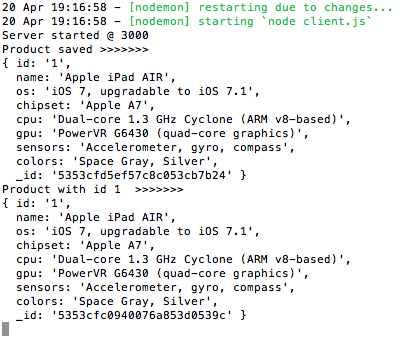 20 Apr 19:16:58 - [nodemon] restarting due to changes...
20 Apr 19:16:58 - [nodemon] starting `node client.js`
Server started @ 3000
Product saved >>>>>>>
{ id: '1',
  name: 'Apple iPad AIR',
  os: 'iOS 7, upgradable to iOS 7.1',
  chipset: 'Apple A7',
  cpu: 'Dual-core 1.3 GHz Cyclone (ARM v8-based)',
  gpu: 'PowerVR G6430 (quad-core graphics)',
  sensors: 'Accelerometer, gyro, compass',
  colors: 'Space Gray, Silver',
  _id: '5353cfd5ef57c8c053cb7b24' }
Product with id 1  >>>>>>>
{ id: '1',
  name: 'Apple iPad AIR',
  os: 'iOS 7, upgradable to iOS 7.1',
  chipset: 'Apple A7',
  cpu: 'Dual-core 1.3 GHz Cyclone (ARM v8-based)',
  gpu: 'PowerVR G6430 (quad-core graphics)',
  sensors: 'Accelerometer, gyro, compass',
  colors: 'Space Gray, Silver',
  _id: '5353cfc0940076a853d0539c' }